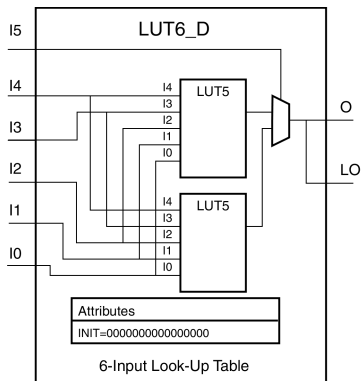 LUT6_D
I5
I4
I3
I2
I1
I0
I4
I3
I2
I1
I0
LUT5
I4
I3
I2
I1
I0
LUT5
O
LO
Attributes
INIT=0000000000000000
6-Input Look-Up Table